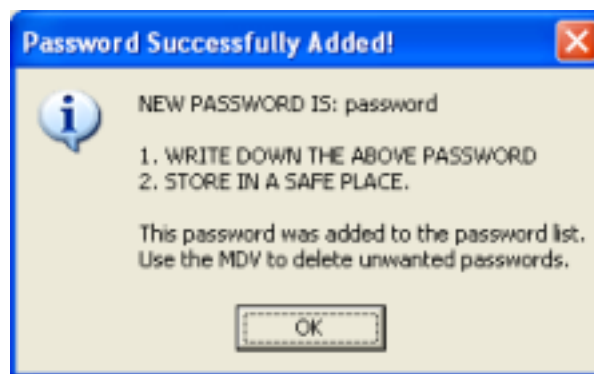 Password Successfully Added!
NEW PASSWORD IS: password
1. WRITE DOWN THE ABOVE PASSWORD
2. STORE IN A SAFE PLACE.
This password was added to the password list.
Use the MDV to delete unwanted passwords.
OK